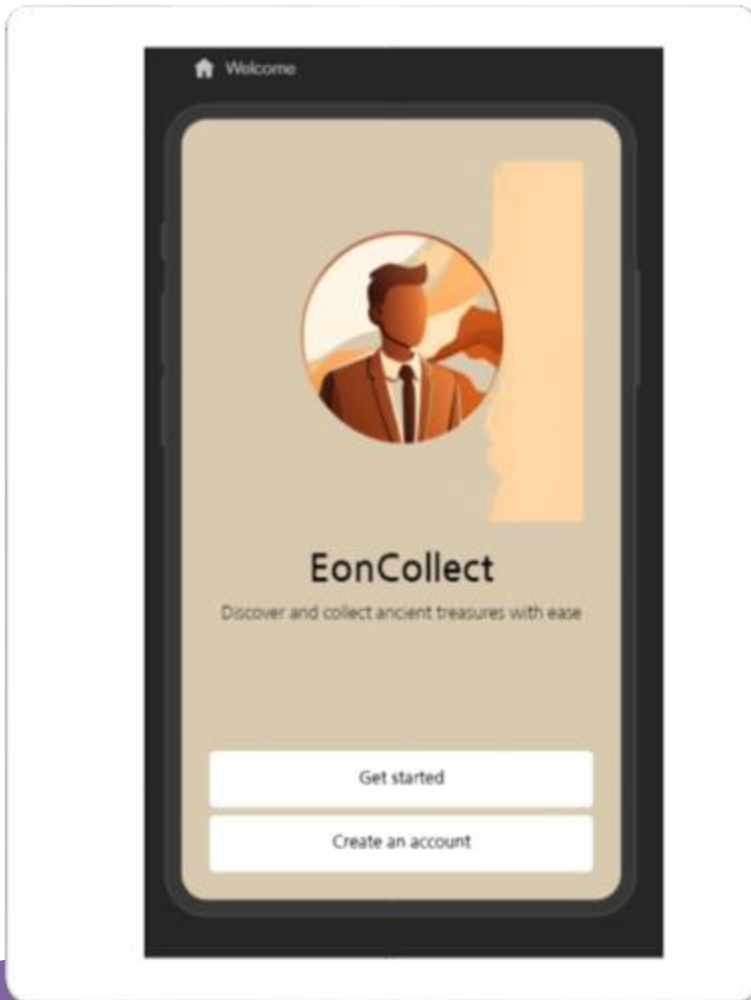 Welcome
EonCollect
Discover and collect ancient treasures with ease
Get started
Create an account